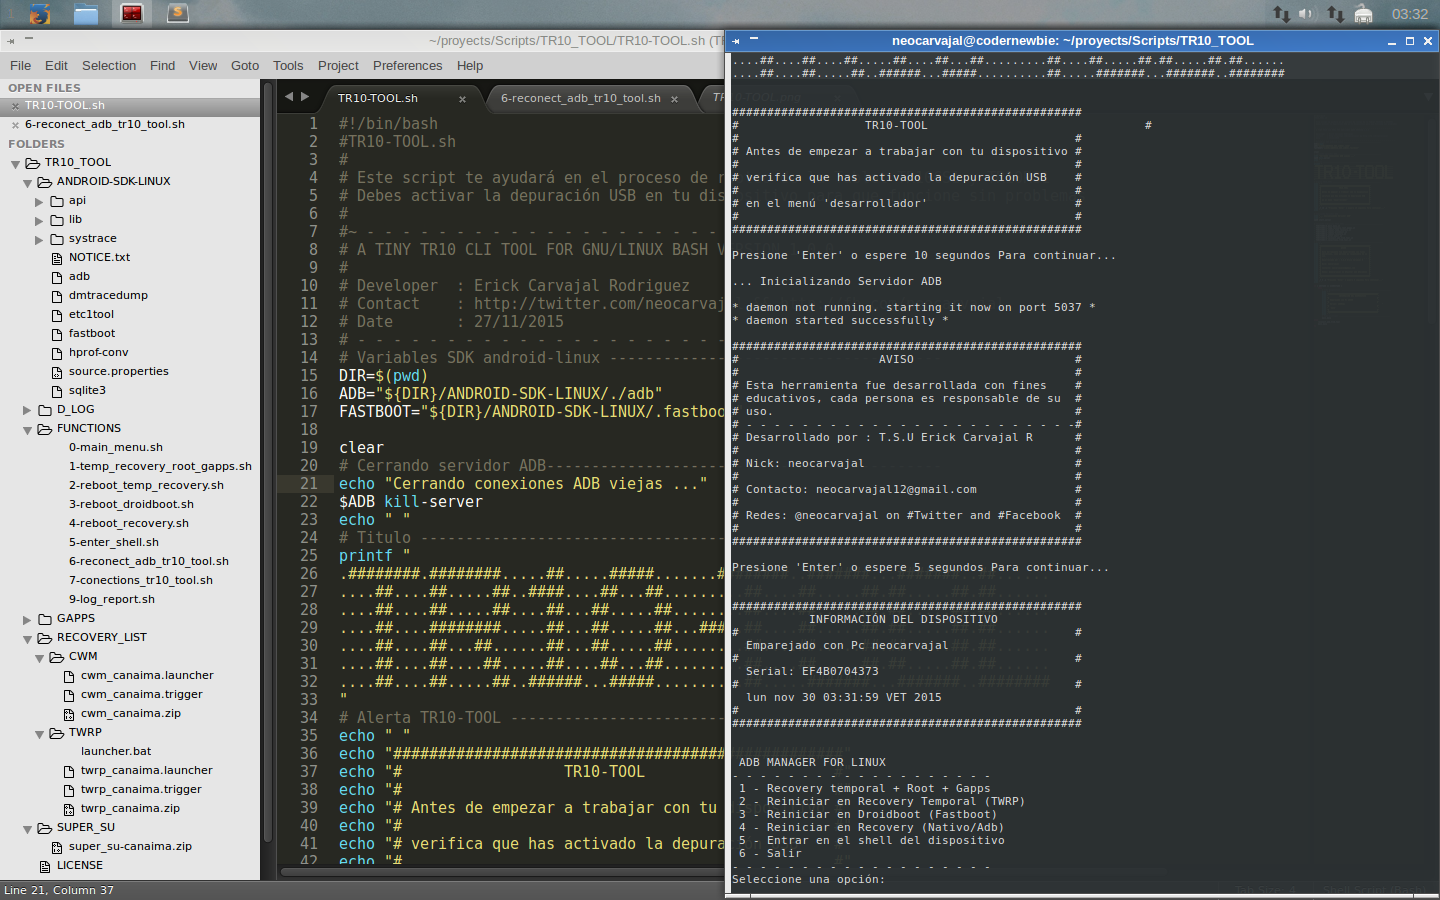 03:32
~/proyects/Scripts/TR10_TOOL/TR10-TOOL.sh (TR
File Edit Selection Find View Goto Tools Project Preferences Help
OPEN FILES
TR10-TOOL.sh
6-reconect_adb_tr10_tool.sh
FOLDERS
TR10_TOOL
ANDROID-SDK-LINUX
api
lib
systrace
NOTICE.txt
adb
dmtracedump
etc1tool
fastboot
hprof-conv
source.properties
sqlite3
D_LOG
FUNCTIONS
0-main_menu.sh
1-temp_recovery_root_gapps.sh
2-reboot_temp_recovery.sh
3-reboot_droidboot.sh
4-reboot_recovery.sh
5-enter_shell.sh
6-reconect_adb_tr10_tool.sh
7-conections_tr10_tool.sh
9-log_report.sh
GAPPS
RECOVERY_LIST
CWM
cwm_canaima.launcher
cwm_canaima.trigger
cwm_canaima.zip
TWRP
launcher.bat
twrp_canaima.launcher
twrp_canaima.trigger
twrp_canaima.zip
SUPER_SU
super_su-canaima.zip
LICENSE
Line 21, Column 37
TR10-TOOL.sh 6-reconect_adb_tr10_tool.sh
1 #!/bin/bash
2 #TR10-TOOL.sh
3 #
4 # Este script te ayudará en el proceso de r
5 # Debes activar la depuración USB en tu dis
6 #
7 #~ - - - - - - - - - - - - - - - - - - - -
8 # A TINY TR10 CLI TOOL FOR GNU/LINUX BASH V
9 #
10 # Developer  : Erick Carvajal Rodriguez
11 # Contact    : http://twitter.com/neocarvaj
12 # Date       : 27/11/2015
13 # - - - - - - - - - - - - - - - - - - - - -
14 # Variables SDK android-linux -------------
15 DIR=$(pwd)
16 ADB="${DIR}/ANDROID-SDK-LINUX/./adb"
17 FASTBOOT="${DIR}/ANDROID-SDK-LINUX/.fastboo
18
19 clear
20 # Cerrando servidor ADB--------------------
21 echo "Cerrando conexiones ADB viejas ..."
22 $ADB kill-server
23 echo " "
24 # Titulo ----------------------------------
25 printf "
26 .########.########.....##.....#####.......#
27 ....##....##.....##..####....##...##.......
28 ....##....##.....##....##...##.....##......
29 ....##....########.....##...##.....##...###
30 ....##....##...##......##...##.....##......
31 ....##....##....##.....##....##...##.......
32 ....##....##.....##..######...#####........
33 "
34 # Alerta TR10-TOOL ------------------------
35 echo " "
36 echo "#####################################
37 echo "#                  TR10-TOOL
38 echo "#
39 echo "# Antes de empezar a trabajar con tu
40 echo "#
41 echo "# verifica que has activado la depura
42 echo "#
neocarvajal@codernewbie: ~/proyects/Scripts/TR10_TOOL
....##....##....##.....##....##...##.........##....##.....##.##.....##.##......
....##....##.....##..######...#####..........##.....#######...#######..########
##################################################
#                  TR10-TOOL                               #
#                                                #
# Antes de empezar a trabajar con tu dispositivo #
#                                                #
# verifica que has activado la depuración USB    #
#                                                #
# en el menú 'desarrollador'                     #
#                                                #
##################################################
Presione 'Enter' o espere 10 segundos Para continuar...
... Inicializando Servidor ADB
* daemon not running. starting it now on port 5037 *
* daemon started successfully *
##################################################
#                    AVISO                       #
#                                                #
# Esta herramienta fue desarrollada con fines    #
# educativos, cada persona es responsable de su  #
# uso.                                           #
# - - - - - - - - - - - - - - - - - - - - - - - -#
# Desarrollado por : T.S.U Erick Carvajal R      #
#                                                #
# Nick: neocarvajal                              #
#                                                #
# Contacto: neocarvajal12@gmail.com              #
#                                                #
# Redes: @neocarvajal on #Twitter and #Facebook  #
#                                                #
##################################################
Presione 'Enter' o espere 5 segundos Para continuar...
##################################################
INFORMACIÓN DEL DISPOSITIVO
#                                                #
Emparejado con Pc neocarvajal
#                                                #
Serial: EF4B0704373
#                                                #
lun nov 30 03:31:59 VET 2015
#                                                #
##################################################
ADB MANAGER FOR LINUX
- - - - - - - - - - - - - - - - - - -
1 - Recovery temporal + Root + Gapps
2 - Reiniciar en Recovery Temporal (TWRP)
3 - Reiniciar en Droidboot (Fastboot)
4 - Reiniciar en Recovery (Nativo/Adb)
5 - Entrar en el shell del dispositivo
6 - Salir
- - - - - - - - - - - - - - - - - - -
Seleccione una opción: